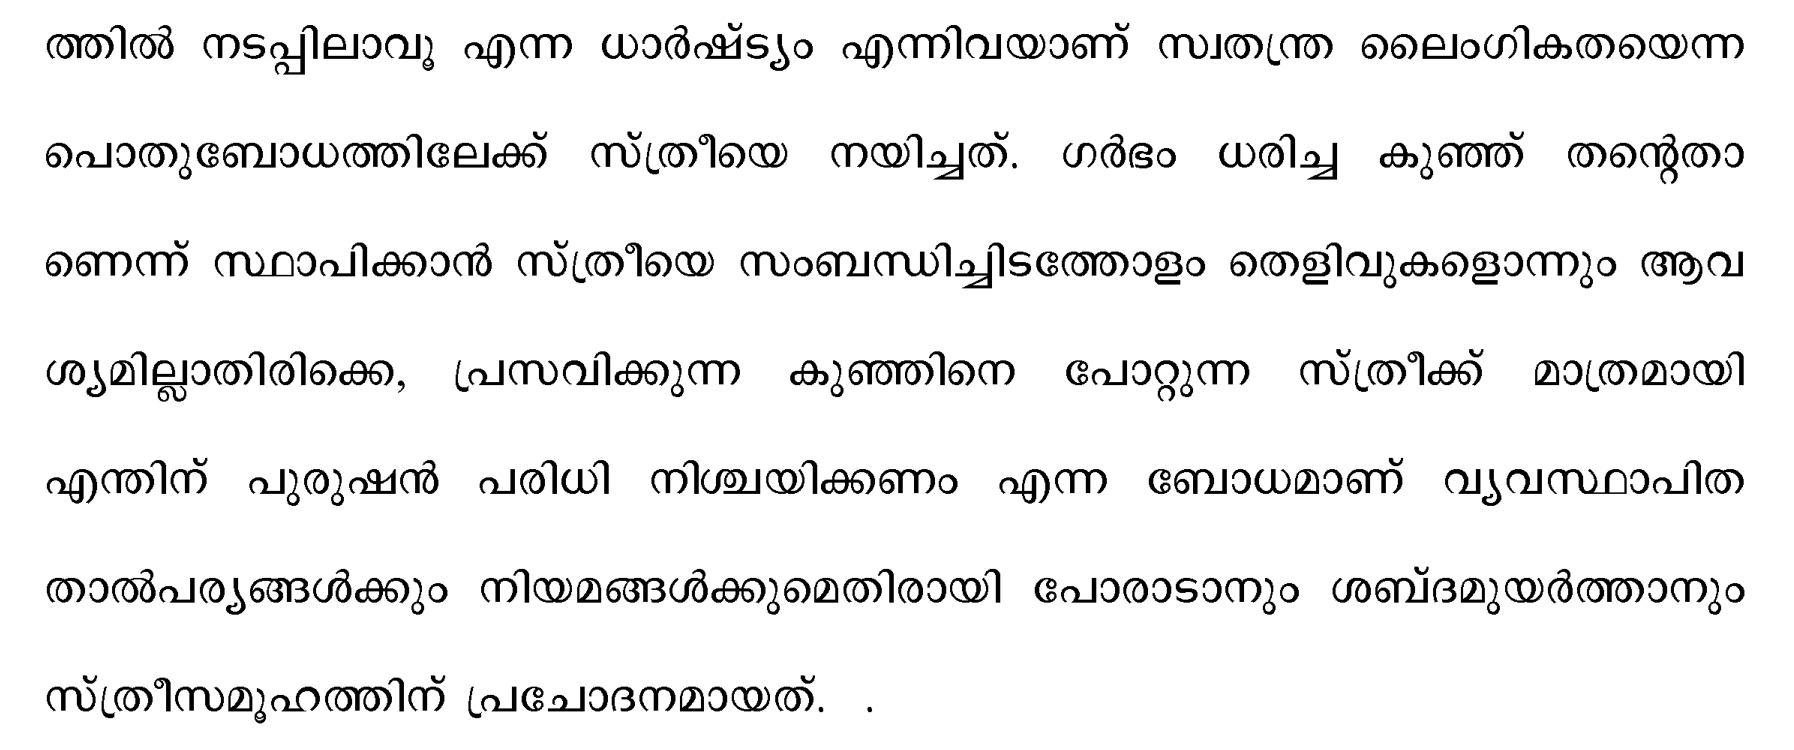 ത്തിൽ നടപ്പിലാവൂ എന്ന ധാർഷ്ട്യം എന്നിവയാണ് സ്വതന്ത്ര ലൈംഗികതയെന്ന
പൊതുബോധത്തിലേക്ക് സ്ത്രീയെ നയിച്ചത്. ഗർഭം ധരിച്ച കുഞ്ഞ് തന്റെതാ
ണെന്ന് സ്ഥാപിക്കാൻ സ്ത്രീയെ സംബന്ധിച്ചിടത്തോളം തെളിവുകളൊന്നും ആവ
ശ്യമില്ലാതിരിക്കെ, പ്രസവിക്കുന്ന കുഞ്ഞിനെ പോറ്റുന്ന സ്ത്രീക്ക് മാത്രമായി
എന്തിന് പുരുഷൻ പരിധി നിശ്ചയിക്കണം എന്ന ബോധമാണ് വ്യവസ്ഥാപിത
താൽപര്യങ്ങൾക്കും നിയമങ്ങൾക്കുമെതിരായി പോരാടാനും ശബ്ദമുയർത്താനും
സ്ത്രീസമൂഹത്തിന് പ്രചോദനമായത്. .